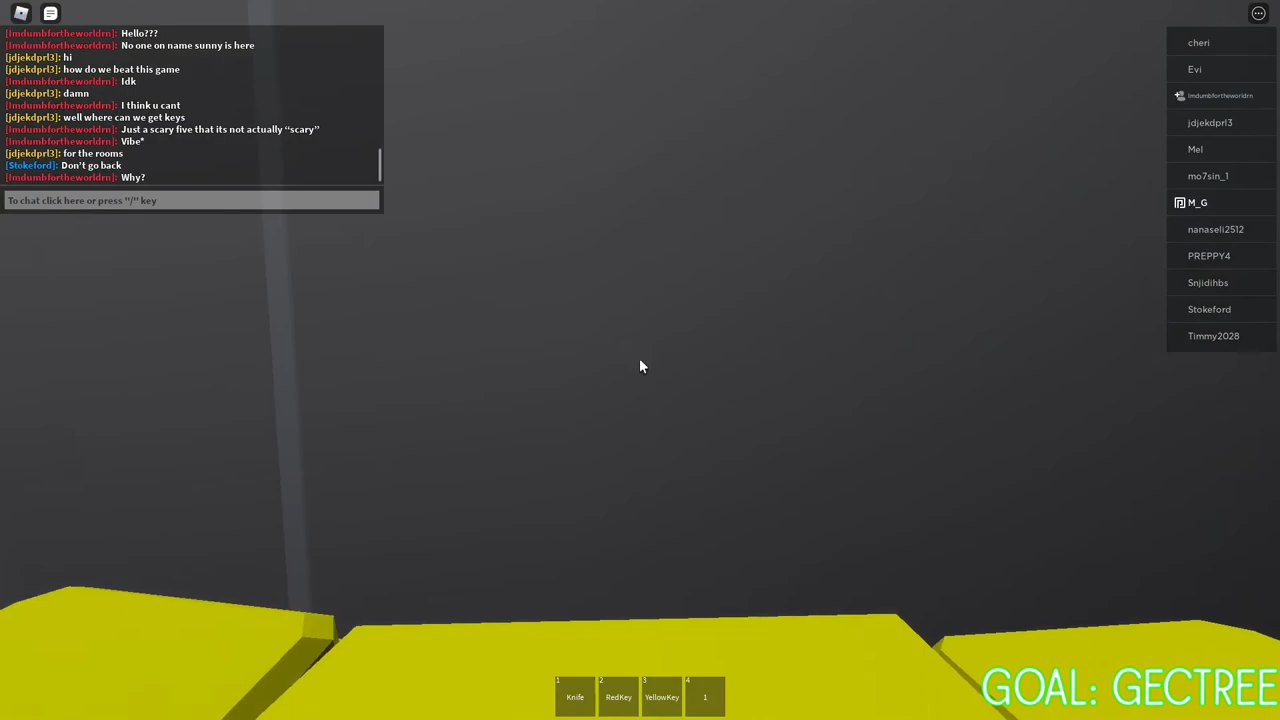 [Imdumbfortheworldrn]: Hello???
[Imdumbfortheworldrn]: No one on name sunny is here
[jdjekdprl3]: hi
[jdjekdprl3]: how do we beat this game
[Imdumbfortheworldrn]: Idk
[jdjekdprl3]: damn
[Imdumbfortheworldrn]: I think u cant
[jdjekdprl3]: well where can we get keys
[Imdumbfortheworldrn]: Just a scary five that its not actually “scary”
[Imdumbfortheworldrn]: Vibe*
[jdjekdprl3]: for the rooms
[Stokeford]: Don't go back
[Imdumbfortheworldrn]: Why?
To chat click here or press "/" key
cheri
Evi
Imdumbfortheworldrn
jdjekdprl3
Mel
mo7sin_1
M_G
nanaseli2512
PREPPY4
Snjidihbs
Stokeford
Timmy2028
1 Knife
2 RedKey
3 YellowKey
4 1
GOAL: GECTREE